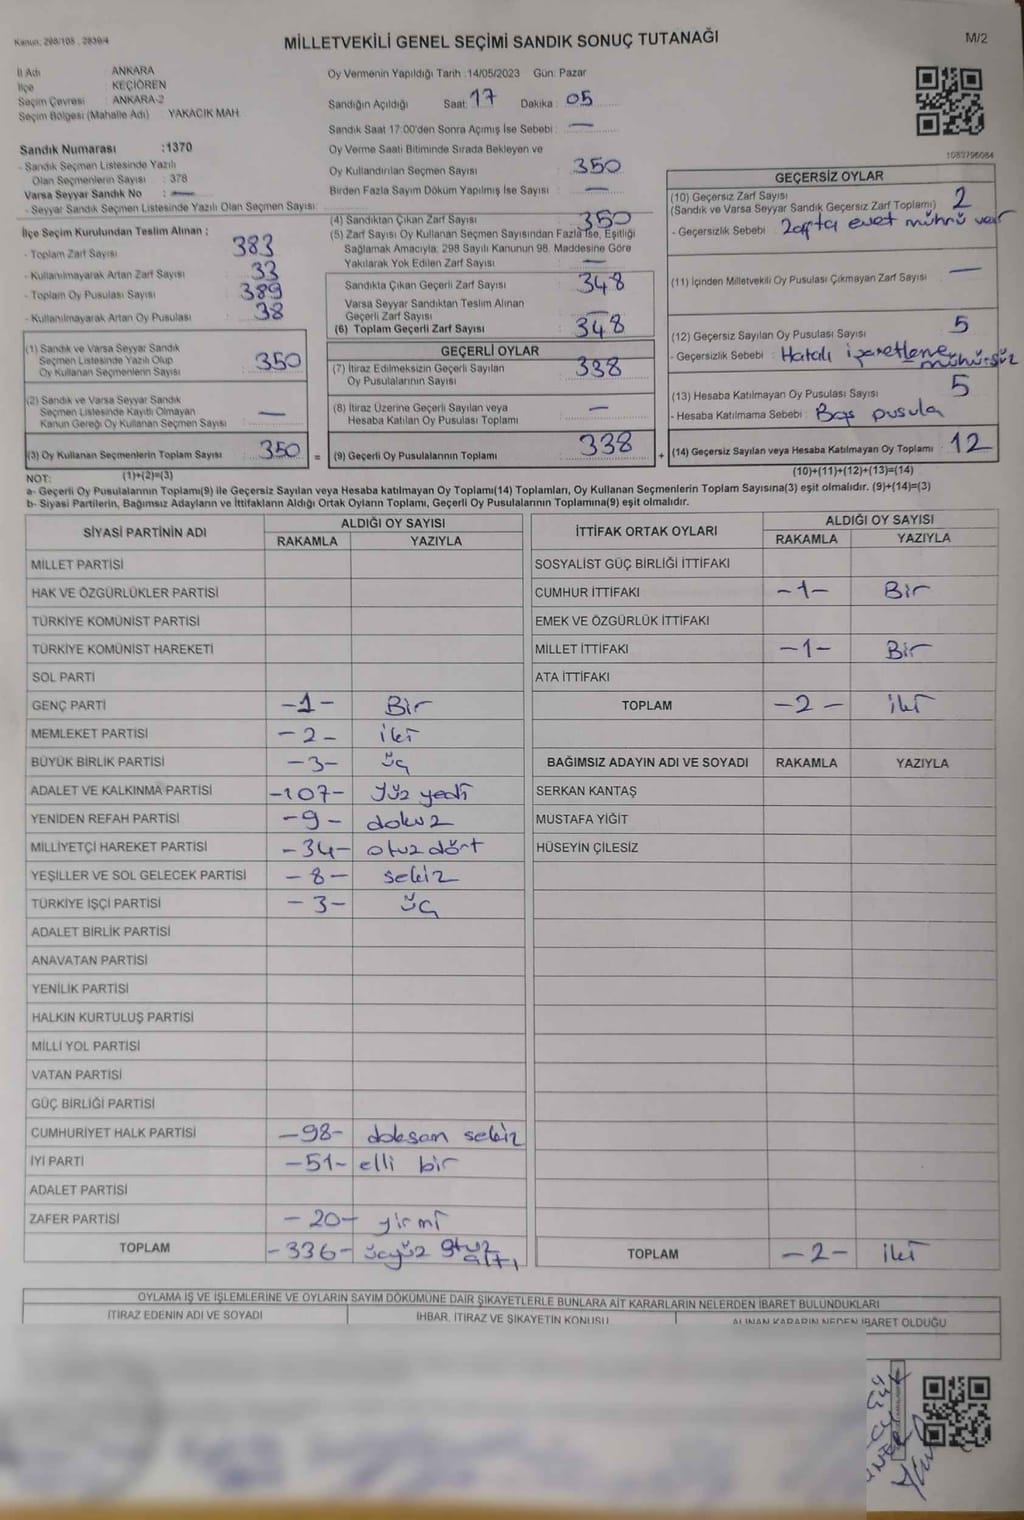 Kanun: 298/105 , 2839/4
MİLLETVEKİLİ GENEL SEÇİMİ SANDIK SONUÇ TUTANAĞI
M/2
İl Adı ANKARA
İlçe : KEÇİÖREN
Seçim Çevresi : ANKARA-2
Seçim Bölgesi (Mahalle Adı) : YAKACIK MAH.
Sandık Numarası :1370
- Sandık Seçmen Listesinde Yazılı
Olan Seçmenlerin Sayısı : 378
Varsa Seyyar Sandık No : —
- Seyyar Sandık Seçmen Listesinde Yazılı Olan Seçmen Sayısı:
Oy Vermenin Yapıldığı Tarih :14/05/2023 Gün: Pazar
Sandığın Açıldığı Saat: 17 Dakika : 05
Sandık Saat 17:00'den Sonra Açımış İse Sebebi : —
Oy Verme Saati Bitiminde Sırada Bekleyen ve
Oy Kullandırılan Seçmen Sayısı : 350
Birden Fazla Sayım Döküm Yapılmış İse Sayısı : —
1082796084
İlçe Seçim Kurulundan Teslim Alınan ;
- Toplam Zarf Sayısı : 383
- Kullanılmayarak Artan Zarf Sayısı : 33
- Toplam Oy Pusulası Sayısı : 389
- Kullanılmayarak Artan Oy Pusulası : 38
(1) Sandık ve Varsa Seyyar Sandık
Seçmen Listesinde Yazılı Olup
Oy Kullanan Seçmenlerin Sayısı : 350
(2) Sandık ve Varsa Seyyar Sandık
Seçmen Listesinde Kayıtlı Olmayan
Kanun Gereği Oy Kullanan Seçmen Sayısı : —
(3) Oy Kullanan Seçmenlerin Toplam Sayısı : 350
(4) Sandıktan Çıkan Zarf Sayısı : 350
(5) Zarf Sayısı Oy Kullanan Seçmen Sayısından Fazla İse, Eşitliği
Sağlamak Amacıyla, 298 Sayılı Kanunun 98. Maddesine Göre
Yakılarak Yok Edilen Zarf Sayısı : —
Sandıkta Çıkan Geçerli Zarf Sayısı : 348
Varsa Seyyar Sandıktan Teslim Alınan
Geçerli Zarf Sayısı : —
(6) Toplam Geçerli Zarf Sayısı : 348
GEÇERLİ OYLAR
(7) İtiraz Edilmeksizin Geçerli Sayılan
Oy Pusulalarının Sayısı : 338
(8) İtiraz Üzerine Geçerli Sayılan veya
Hesaba Katılan Oy Pusulası Toplamı : —
= (9) Geçerli Oy Pusulalarının Toplamı : 338
GEÇERSİZ OYLAR
(10) Geçersiz Zarf Sayısı : 2
(Sandık ve Varsa Seyyar Sandık Geçersiz Zarf Toplamı)
- Geçersizlik Sebebi : Zarfta evet mührü var
(11) İçinden Milletvekili Oy Pusulası Çıkmayan Zarf Sayısı : —
(12) Geçersiz Sayılan Oy Pusulası Sayısı : 5
- Geçersizlik Sebebi : Hatalı işaretleme
mühürsüz
(13) Hesaba Katılmayan Oy Pusulası Sayısı : 5
- Hesaba Katılmama Sebebi : Boş pusula
+ (14) Geçersiz Sayılan veya Hesaba Katılmayan Oy Toplamı : 12
NOT: (1)+(2)=(3) (10)+(11)+(12)+(13)=(14)
a- Geçerli Oy Pusulalarının Toplamı(9) ile Geçersiz Sayılan veya Hesaba katılmayan Oy Toplamı(14) Toplamları, Oy Kullanan Seçmenlerin Toplam Sayısına(3) eşit olmalıdır. (9)+(14)=(3)
b- Siyasi Partilerin, Bağımsız Adayların ve İttifakların Aldığı Ortak Oyların Toplamı, Geçerli Oy Pusulalarının Toplamına(9) eşit olmalıdır.
SİYASİ PARTİNİN ADI ALDIĞI OY SAYISI
RAKAMLA YAZIYLA
MİLLET PARTİSİ
HAK VE ÖZGÜRLÜKLER PARTİSİ
TÜRKİYE KOMÜNİST PARTİSİ
TÜRKİYE KOMÜNİST HAREKETİ
SOL PARTİ
GENÇ PARTİ -1- Bir
MEMLEKET PARTİSİ -2- iki
BÜYÜK BİRLİK PARTİSİ -3- üç
ADALET VE KALKINMA PARTİSİ -107- yüz yedi
YENİDEN REFAH PARTİSİ -9- dokuz
MİLLİYETÇİ HAREKET PARTİSİ -34- otuz dört
YEŞİLLER VE SOL GELECEK PARTİSİ -8- sekiz
TÜRKİYE İŞÇİ PARTİSİ -3- üç
ADALET BİRLİK PARTİSİ
ANAVATAN PARTİSİ
YENİLİK PARTİSİ
HALKIN KURTULUŞ PARTİSİ
MİLLİ YOL PARTİSİ
VATAN PARTİSİ
GÜÇ BİRLİĞİ PARTİSİ
CUMHURİYET HALK PARTİSİ -98- doksan sekiz
İYİ PARTİ -51- elli bir
ADALET PARTİSİ
ZAFER PARTİSİ -20- yirmi
TOPLAM -336- üçyüz otuz altı
İTTİFAK ORTAK OYLARI ALDIĞI OY SAYISI
RAKAMLA YAZIYLA
SOSYALİST GÜÇ BİRLİĞİ İTTİFAKI
CUMHUR İTTİFAKI -1- Bir
EMEK VE ÖZGÜRLÜK İTTİFAKI
MİLLET İTTİFAKI -1- Bir
ATA İTTİFAKI
TOPLAM -2- iki
BAĞIMSIZ ADAYIN ADI VE SOYADI RAKAMLA YAZIYLA
SERKAN KANTAŞ
MUSTAFA YİĞİT
HÜSEYİN ÇİLESİZ
TOPLAM -2- iki
OYLAMA İŞ VE İŞLEMLERİNE VE OYLARIN SAYIM DÖKÜMÜNE DAİR ŞİKAYETLERLE BUNLARA AİT KARARLARIN NELERDEN İBARET BULUNDUKLARI
İTİRAZ EDENİN ADI VE SOYADI İHBAR, İTİRAZ VE ŞİKAYETİN KONUSU ALINAN KARARIN NEDEN İBARET OLDUĞU